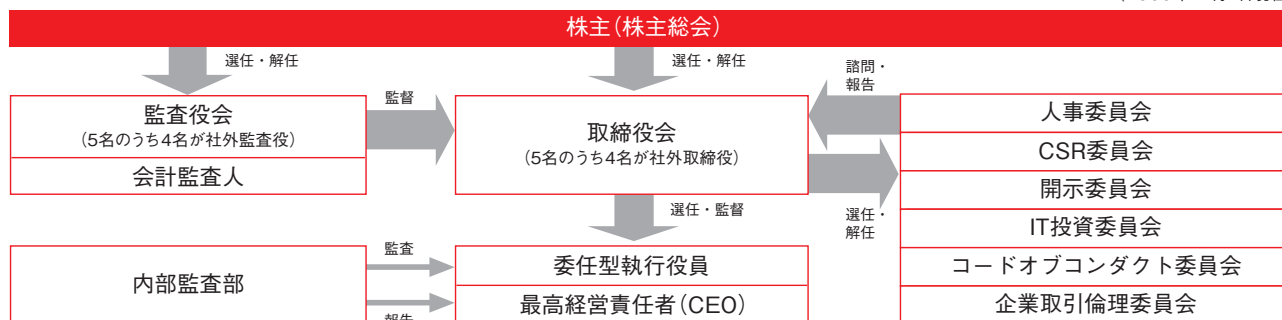 株主(株主総会)
選任・解任
選任・解任
諮問・
報告
監査役会
(5名のうち4名が社外監査役)
会計監査人
監督
取締役会
(5名のうち4名が社外取締役)
人事委員会
CSR委員会
開示委員会
IT投資委員会
コードオブコンダクト委員会
企業取引倫理委員会
選任・
解任
選任・監督
内部監査部
監査
報告
委任型執行役員
最高経営責任者(CEO)